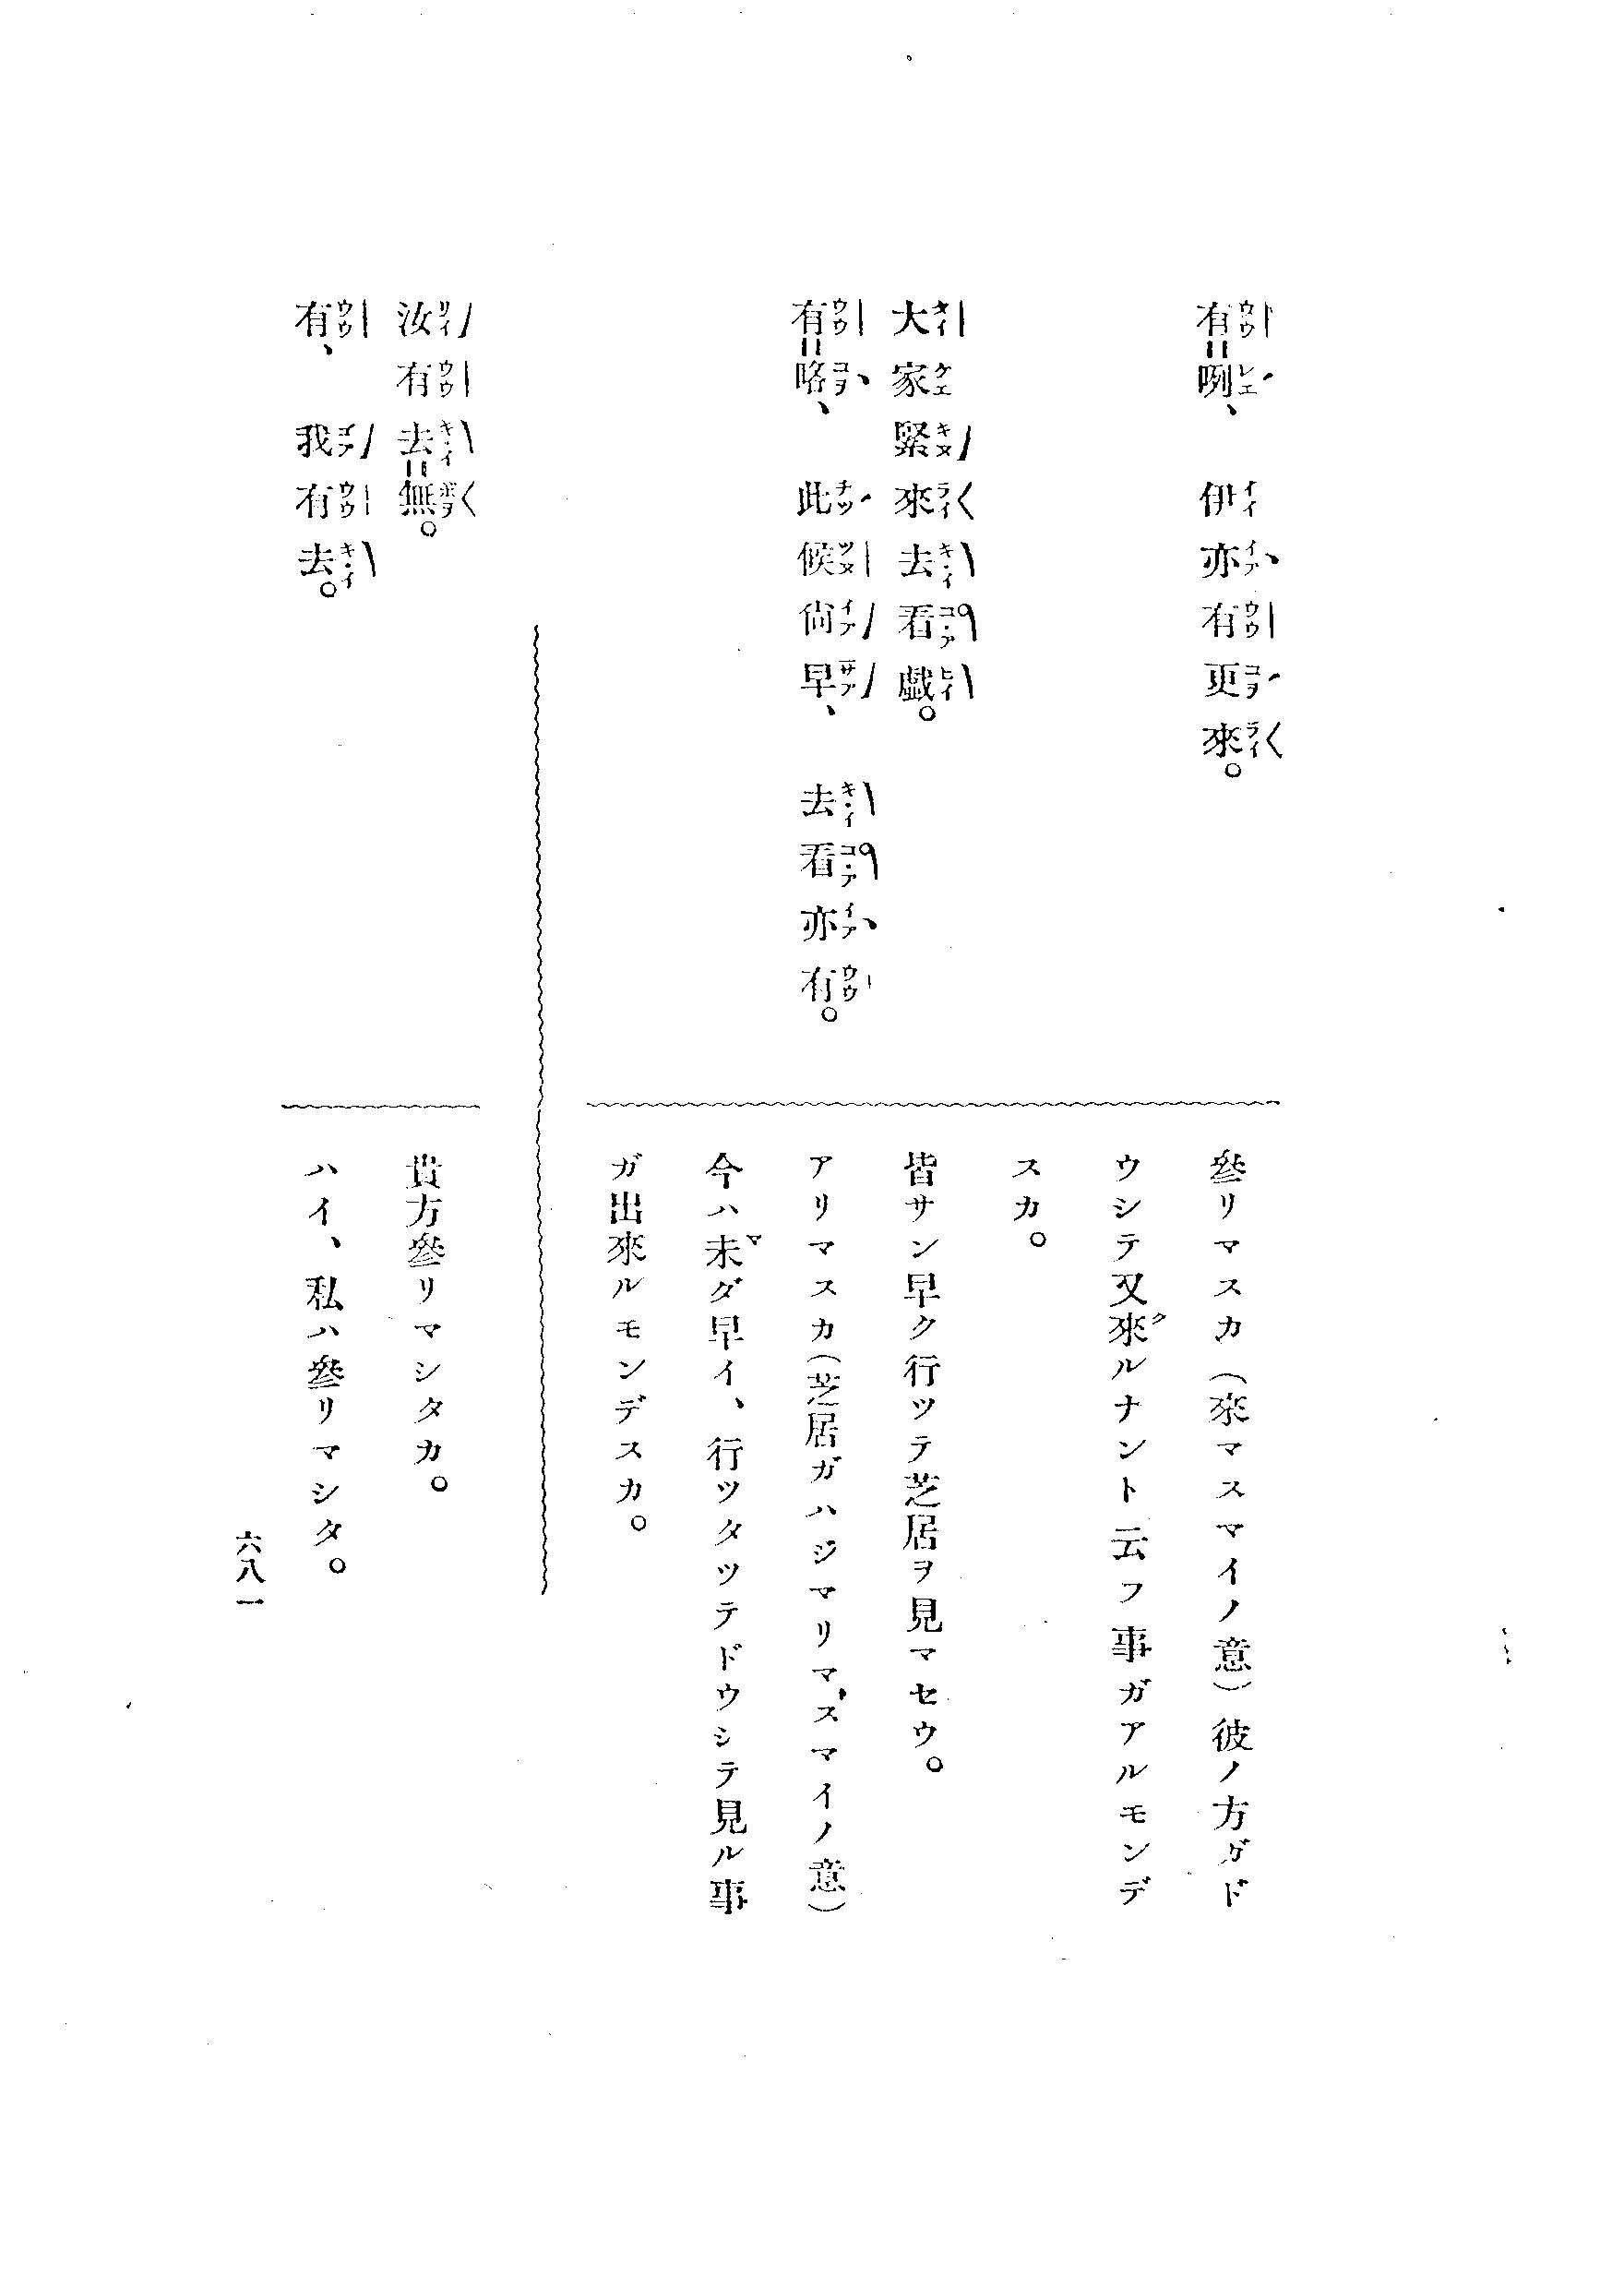 有＝咧、伊亦有更來。
大家緊來去看戲。
有＝咯、此候尙早、去看亦有。
汝有去＝無。
有、我有去。
參リマスカ(來マスマイノ意)彼ノ方ガド
ウシテ又來ルナント云フ事ガアルモンデ
スカ。
皆サン早ク行ツテ芝居ヲ見マセウ。
アリマスカ(芝居ガハジマリマスマイノ意)
今ハ未ダ早イ、行ツタツテドウシテ見ル事
ガ出來ルモンデスカ。
貴方參リマシタカ。
ハイ、私ハ參リマシタ。
六八一